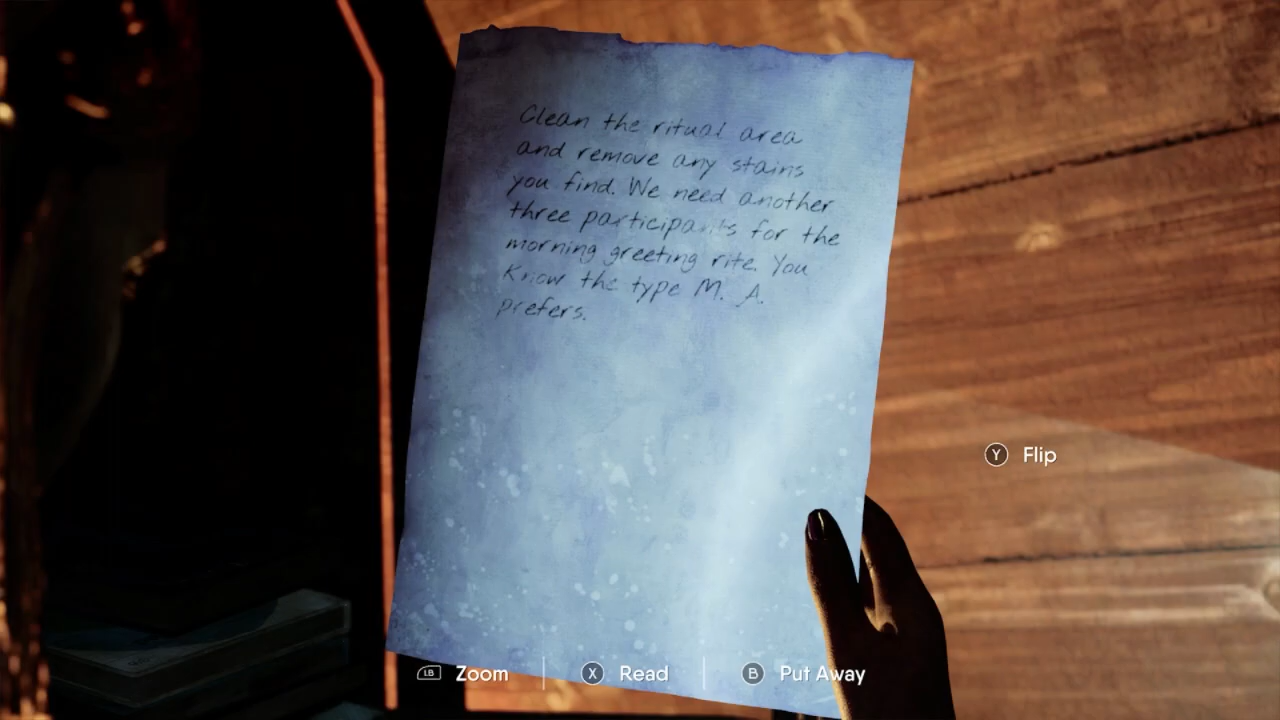 Clean the ritual area
and remove any stains
you find. We need another
three participants for the
morning greeting rite. You
know the type M. A.
prefers.
Y Flip
LB Zoom
X Read
B Put Away